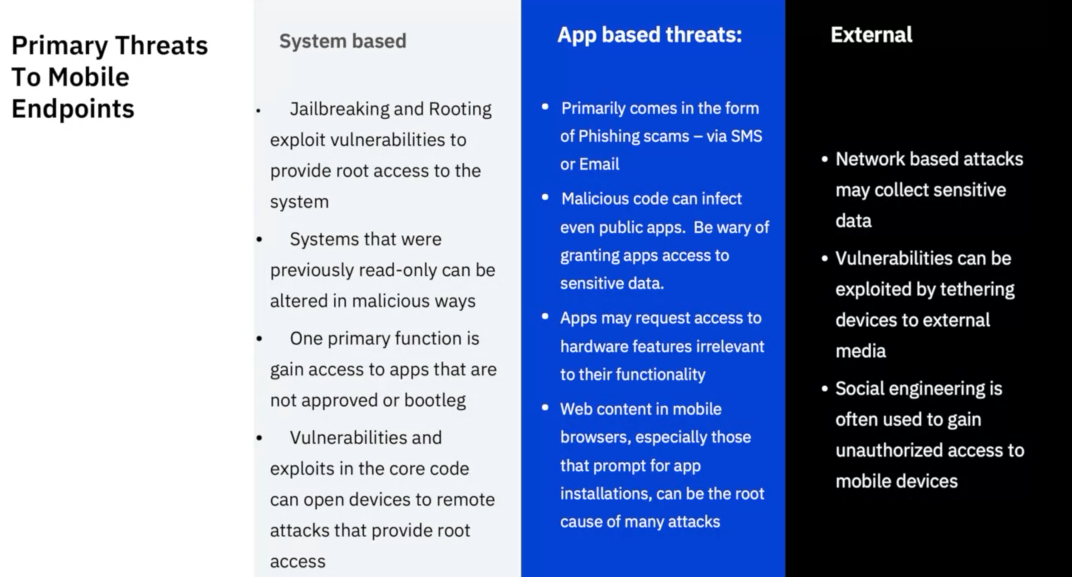 Primary Threats
To Mobile
Endpoints
System based
• Jailbreaking and Rooting
exploit vulnerabilities to
provide root access to the
system
• Systems that were
previously read-only can be
altered in malicious ways
• One primary function is
gain access to apps that are
not approved or bootleg
• Vulnerabilities and
exploits in the core code
can open devices to remote
attacks that provide root
access
App based threats:
• Primarily comes in the form
of Phishing scams – via SMS
or Email
• Malicious code can infect
even public apps. Be wary of
granting apps access to
sensitive data.
• Apps may request access to
hardware features irrelevant
to their functionality
• Web content in mobile
browsers, especially those
that prompt for app
installations, can be the root
cause of many attacks
External
• Network based attacks
may collect sensitive
data
• Vulnerabilities can be
exploited by tethering
devices to external
media
• Social engineering is
often used to gain
unauthorized access to
mobile devices